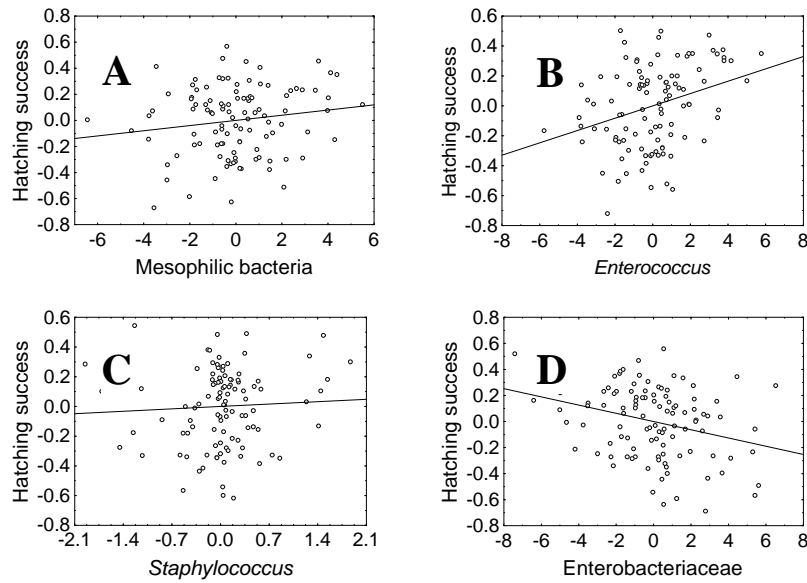 A
Hatching success
0.8
0.6
0.4
0.2
0.0
-0.2
-0.4
-0.6
-0.8
-6 -4 -2 0 2 4 6
Mesophilic bacteria
B
Hatching success
0.6
0.4
0.2
0.0
-0.2
-0.4
-0.6
-0.8
-8 -6 -4 -2 0 2 4 6 8
Enterococcus
C
Hatching success
0.6
0.4
0.2
0.0
-0.2
-0.4
-0.6
-0.8
-2.1 -1.4 -0.7 0.0 0.7 1.4 2.1
Staphylococcus
D
Hatching success
0.8
0.6
0.4
0.2
0.0
-0.2
-0.4
-0.6
-0.8
-8 -6 -4 -2 0 2 4 6 8
Enterobacteriaceae